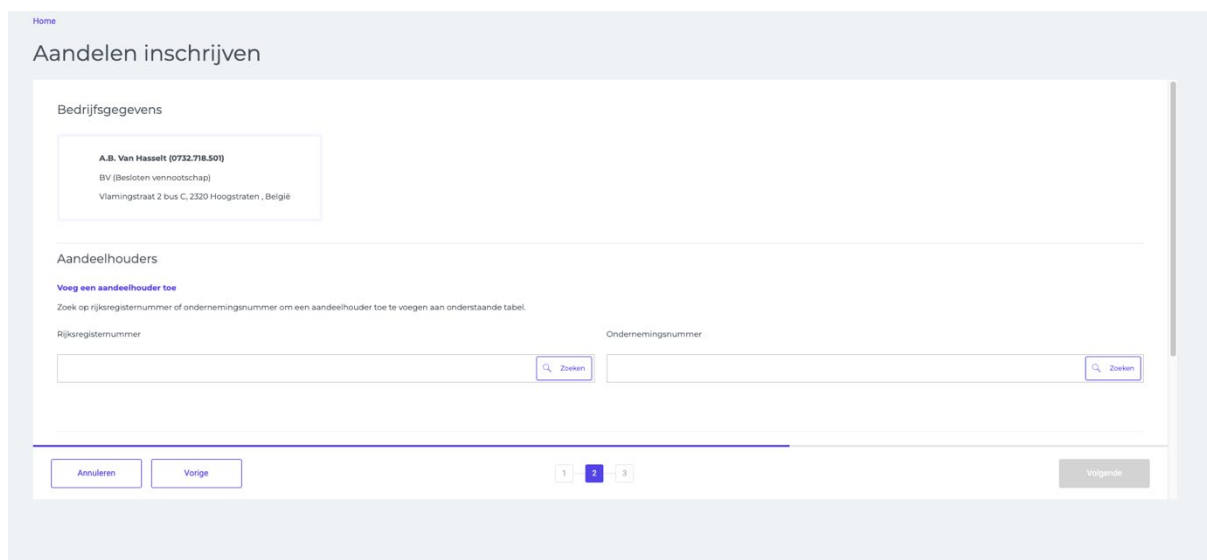 Home
Aandelen inschrijven
Bedrijfsgegevens
A.B. Van Hasselt (0732.718.501)
BV (Besloten vennootschap)
Vlamingstraat 2 bus C, 2320 Hoogstraten , België
Aandeelhouders
Voeg een aandeelhouder toe
Zoek op rijksregisternummer of ondernemingsnummer om een aandeelhouder toe te voegen aan onderstaande tabel.
Rijksregisternummer
Ondernemingsnummer
Zoeken
Zoeken
Annuleren
Vorige
1
2
3
Volgende